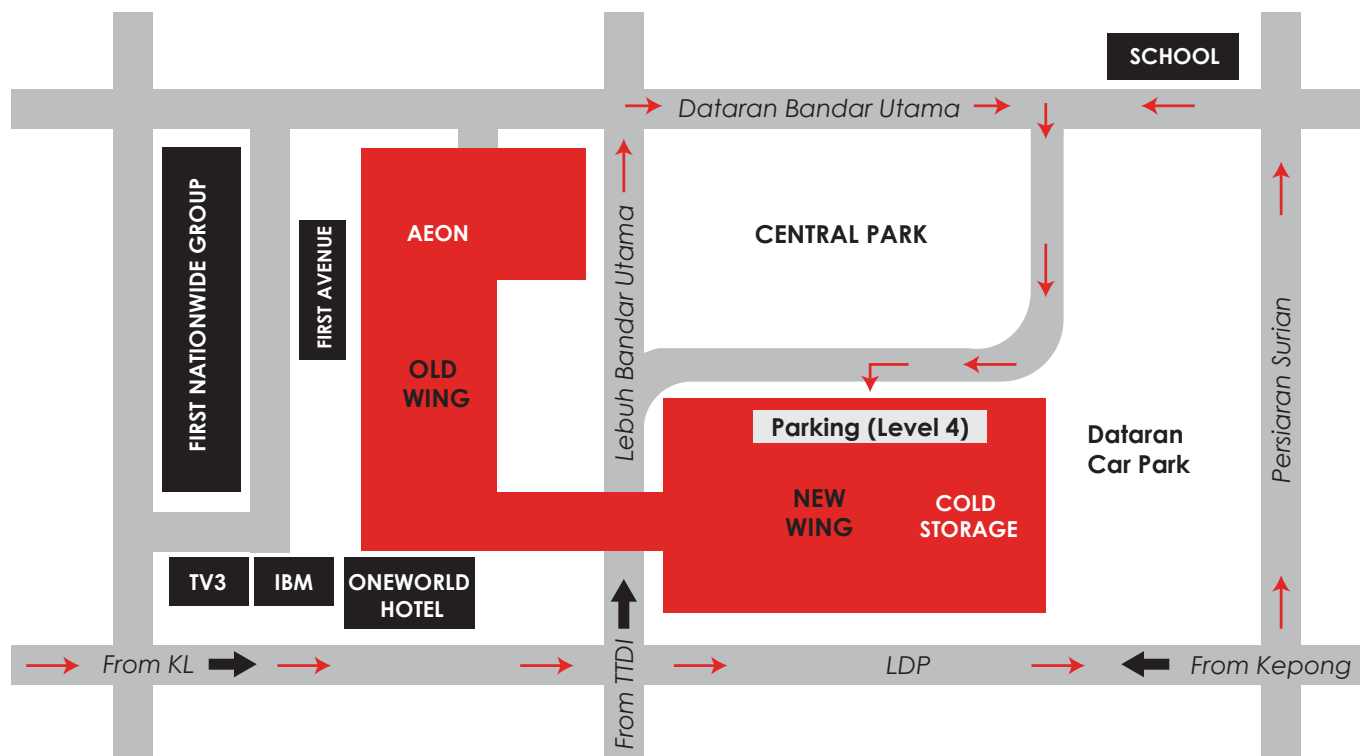 SCHOOL
Dataran Bandar Utama
FIRST NATIONWIDE GROUP
FIRST AVENUE
AEON
CENTRAL PARK
Lebuh Bandar Utama
Persiaran Surian
OLD
WING
Parking (Level 4)
Dataran
Car Park
NEW
WING
COLD
STORAGE
TV3
IBM
ONEWORLD
HOTEL
From KL
From TTDI
LDP
From Kepong